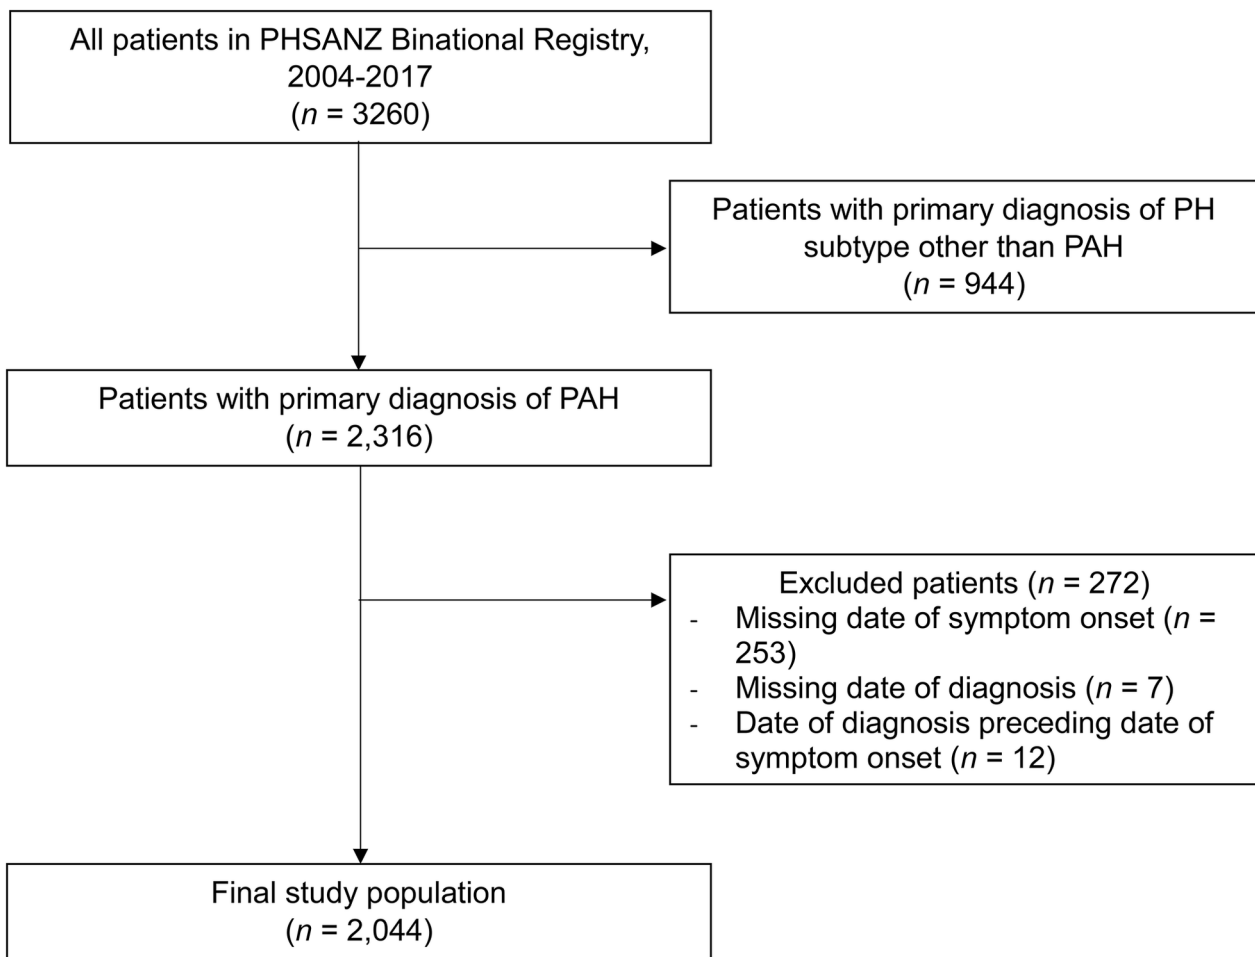 All patients in PHSANZ Binational Registry,
2004-2017
(n = 3260)
Patients with primary diagnosis of PH
subtype other than PAH
(n = 944)
Patients with primary diagnosis of PAH
(n = 2,316)
Excluded patients (n = 272)
- Missing date of symptom onset (n =
253)
- Missing date of diagnosis (n = 7)
- Date of diagnosis preceding date of
symptom onset (n = 12)
Final study population
(n = 2,044)